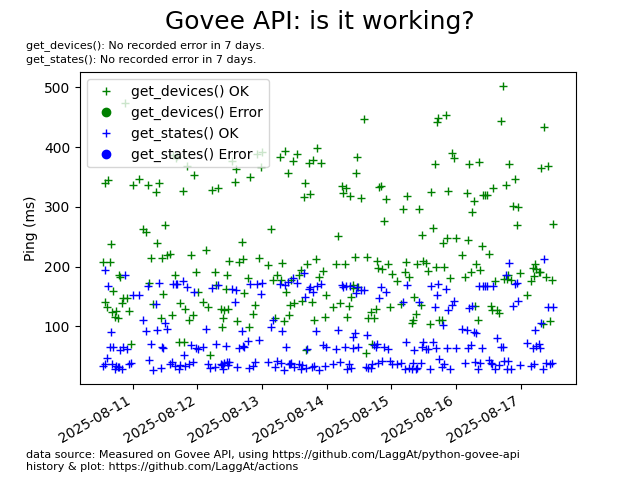 Govee API: is it working?
get_devices(): No recorded error in 7 days.
get_states(): No recorded error in 7 days.
get_devices() OK
get_devices() Error
get_states() OK
get_states() Error
Ping (ms)
500
400
300
200
100
2025-08-11
2025-08-12
2025-08-13
2025-08-14
2025-08-15
2025-08-16
2025-08-17
data source: Measured on Govee API, using https://github.com/LaggAt/python-govee-api
history & plot: https://github.com/LaggAt/actions